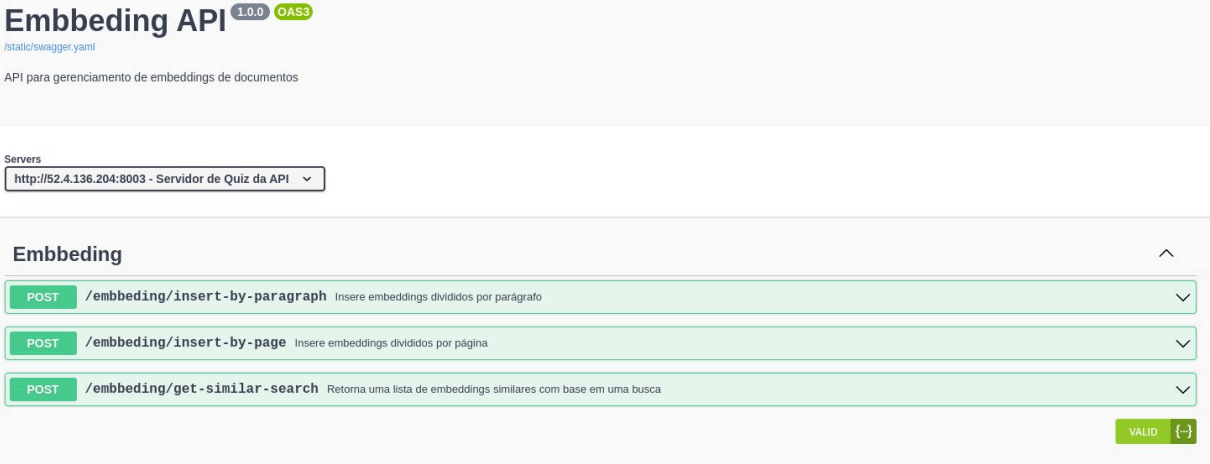 Embbeding API 1.0.0 OAS3
/static/swagger.yaml
API para gerenciamento de embeddings de documentos
Servers
http://52.4.136.204:8003 - Servidor de Quiz da API
Embbeding
POST /embbeding/insert-by-paragraph Insere embeddings divididos por parágrafo
POST /embbeding/insert-by-page Insere embeddings divididos por página
POST /embbeding/get-similar-search Retorna uma lista de embeddings similares com base em uma busca
VALID {···}